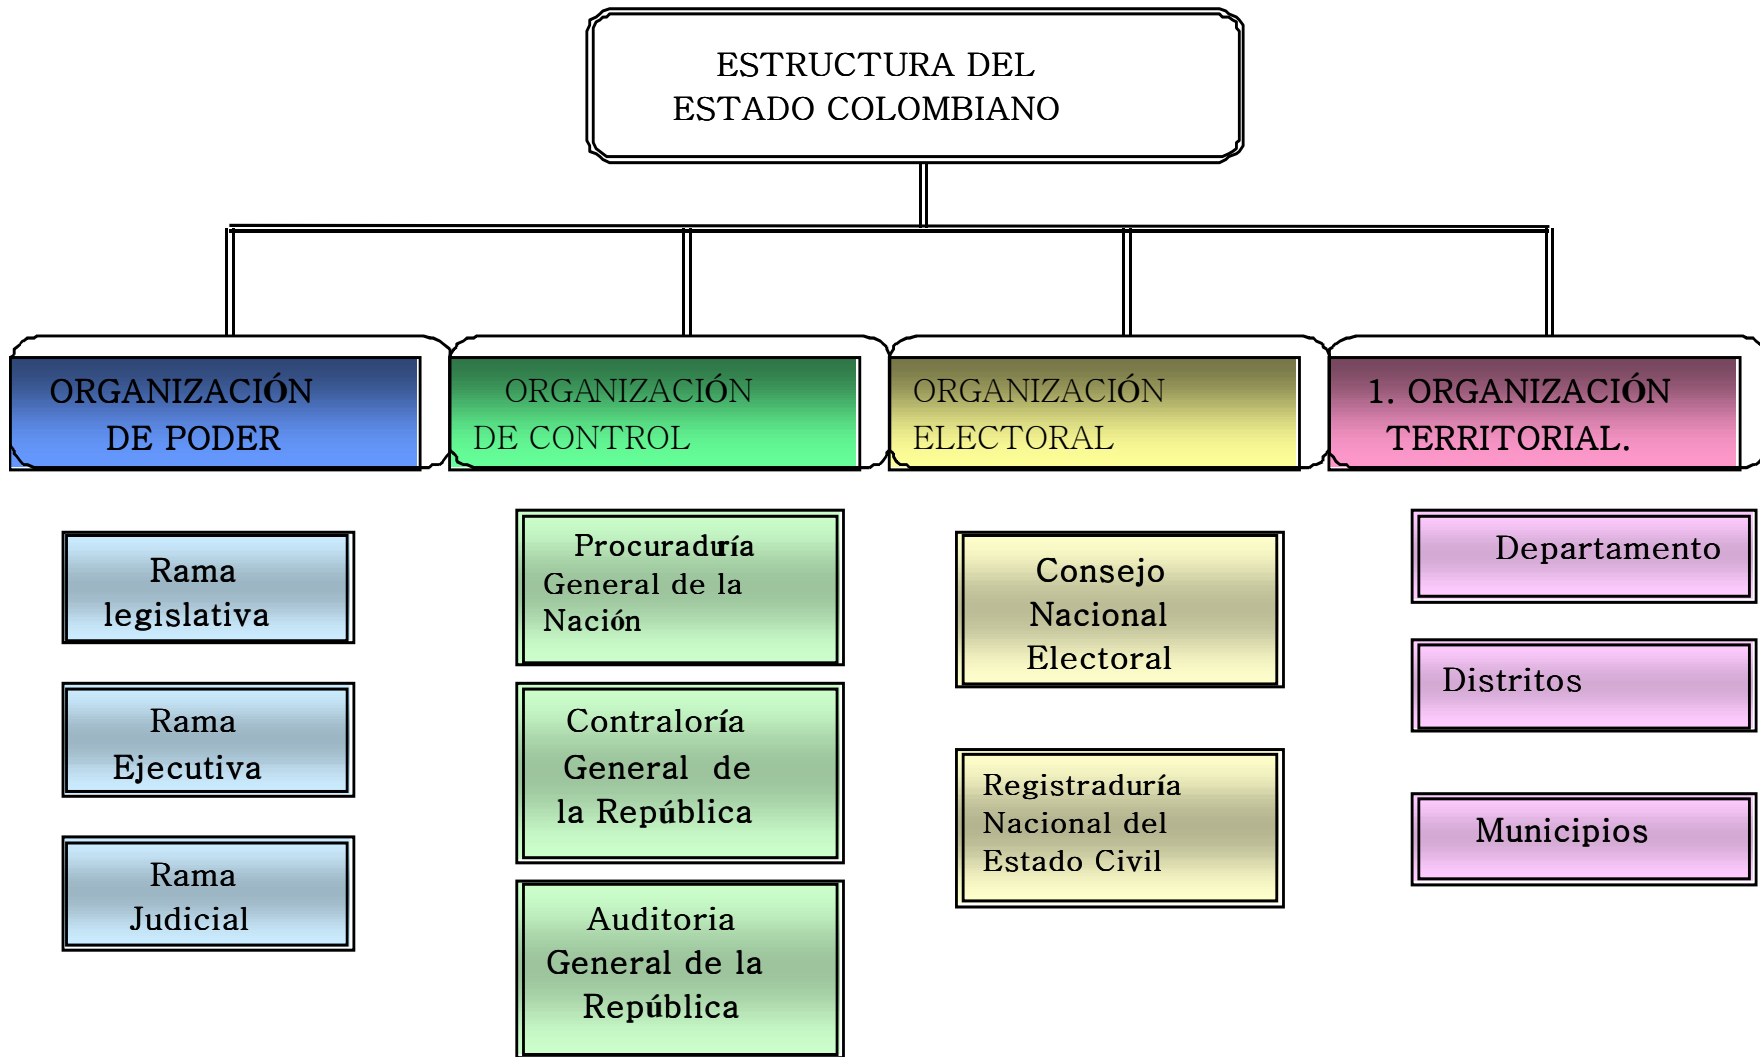 ESTRUCTURA DEL
ESTADO COLOMBIANO
ORGANIZACIÓN
DE PODER
ORGANIZACIÓN
DE CONTROL
ORGANIZACIÓN
ELECTORAL
1. ORGANIZACIÓN
TERRITORIAL.
Rama
legislativa
Rama
Ejecutiva
Rama
Judicial
Procuraduría
General de la
Nación
Contraloría
General de
la República
Auditoria
General de la
República
Consejo
Nacional
Electoral
Registraduría
Nacional del
Estado Civil
Departamento
Distritos
Municipios